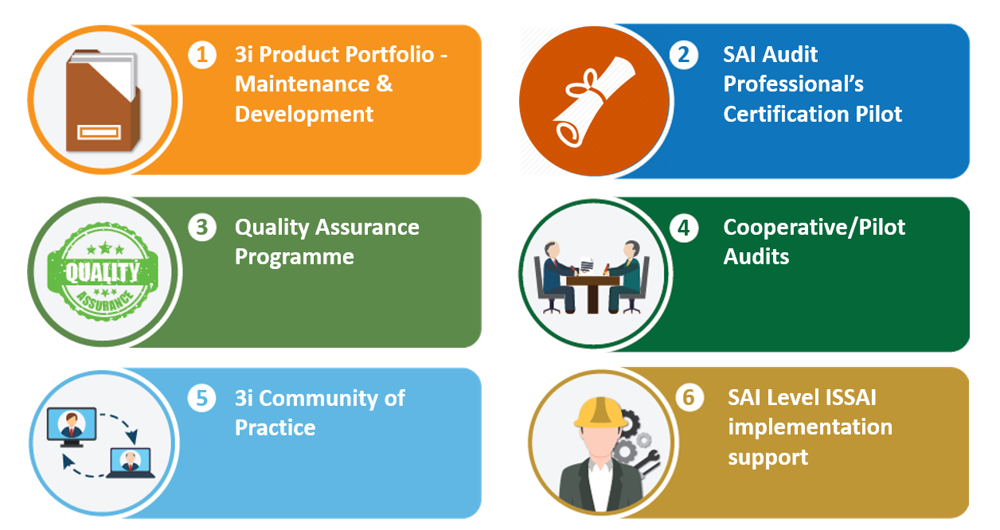 1
3i Product Portfolio -
Maintenance &
Development
2
SAI Audit
Professional’s
Certification Pilot
QUALITY
ASSURANCE
3
Quality Assurance
Programme
4
Cooperative/Pilot
Audits
5
3i Community of
Practice
6
SAI Level ISSAI
implementation
support